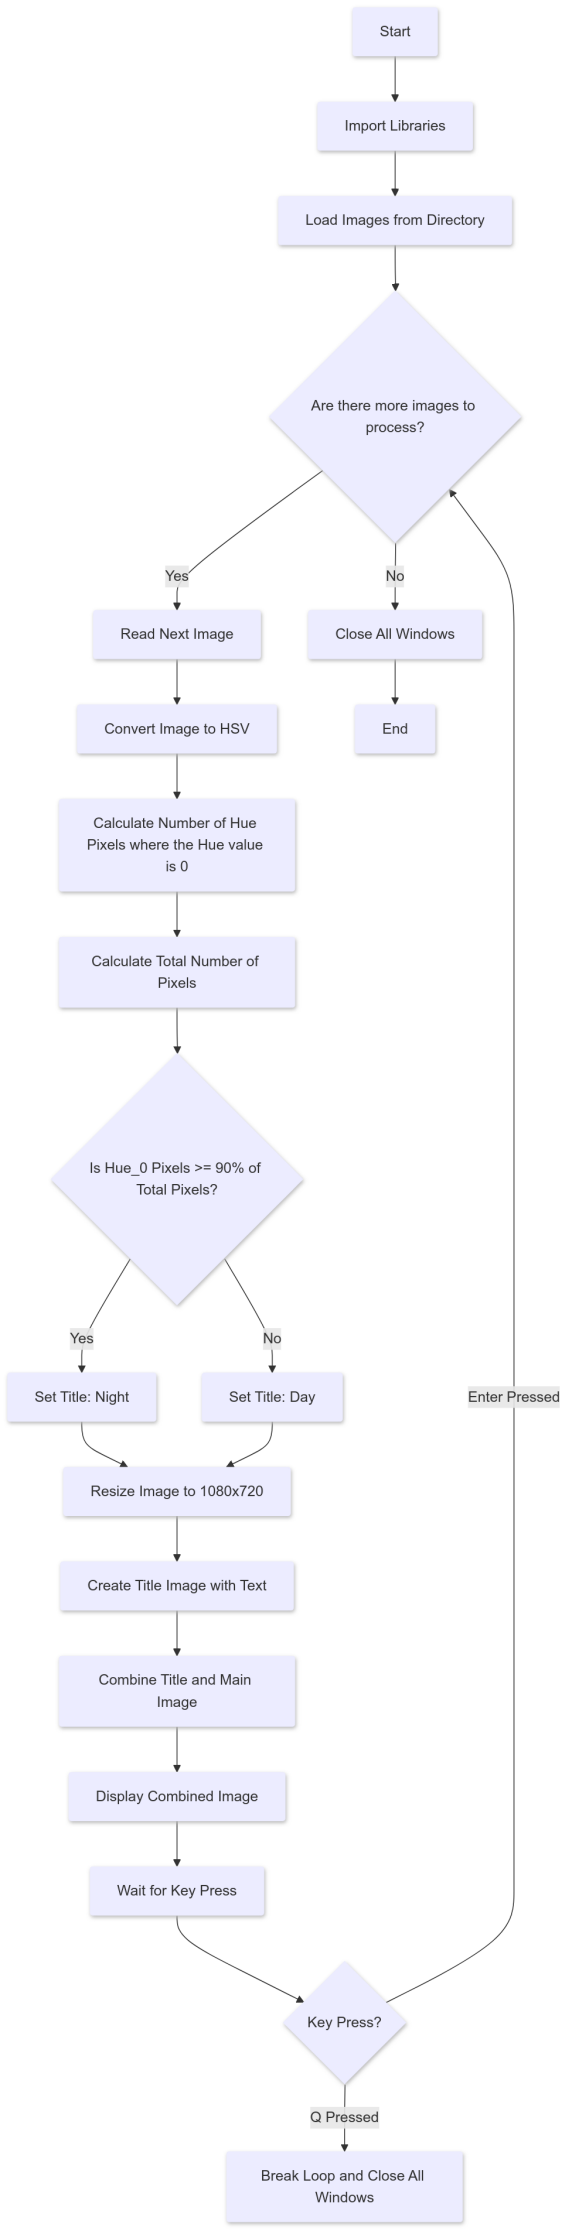 Start
Import Libraries
Load Images from Directory
Are there more images to
process?
Yes
No
Read Next Image
Close All Windows
Convert Image to HSV
End
Calculate Number of Hue
Pixels where the Hue value
is 0
Calculate Total Number of
Pixels
Is Hue_0 Pixels >= 90% of
Total Pixels?
Yes
No
Set Title: Night
Set Title: Day
Enter Pressed
Resize Image to 1080x720
Create Title Image with Text
Combine Title and Main
Image
Display Combined Image
Wait for Key Press
Key Press?
Q Pressed
Break Loop and Close All
Windows